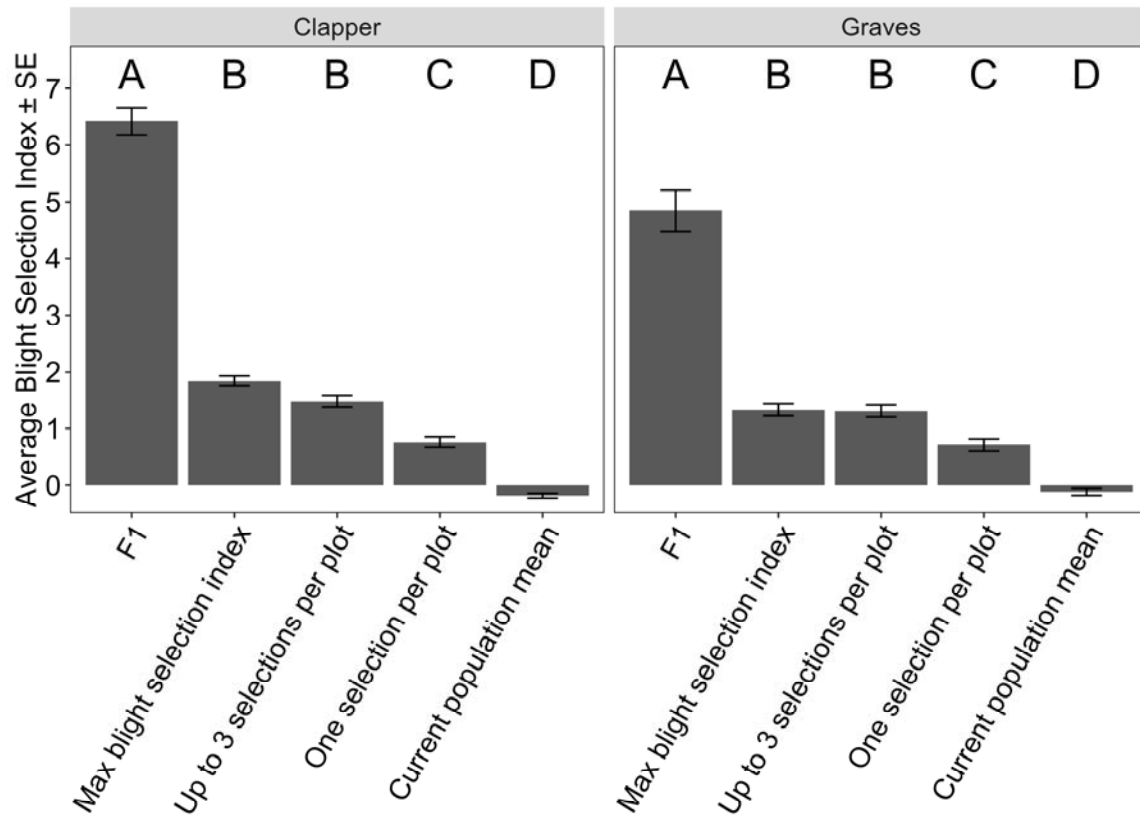 Clapper
Graves
Average Blight Selection Index ± SE
7
6
5
4
3
2
1
0
A B B C D
A B B C D
F1
Max blight selection index
Up to 3 selections per plot
One selection per plot
Current population mean
F1
Max blight selection index
Up to 3 selections per plot
One selection per plot
Current population mean